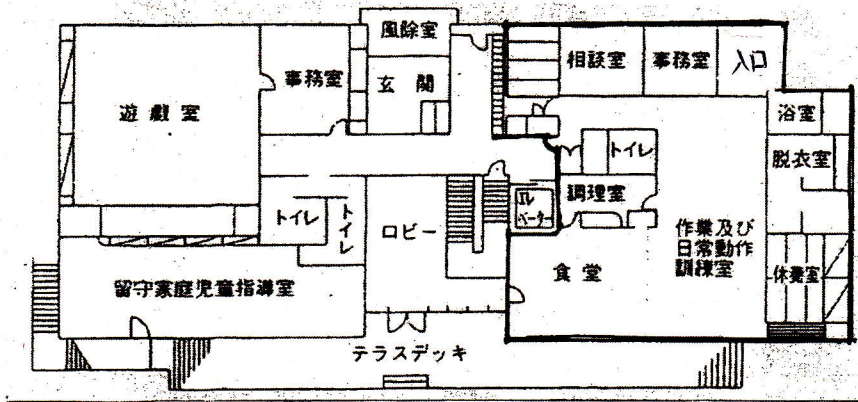 風除室
相談室
事務室
入口
遊戯室
事務室
玄関
浴室
脱衣室
トイレ
調理室
エレ
ベーター
トイレ
トイレ
ロビー
作業及び
日常動作
訓練室
食堂
休養室
留守家庭児童指導室
テラスデッキ